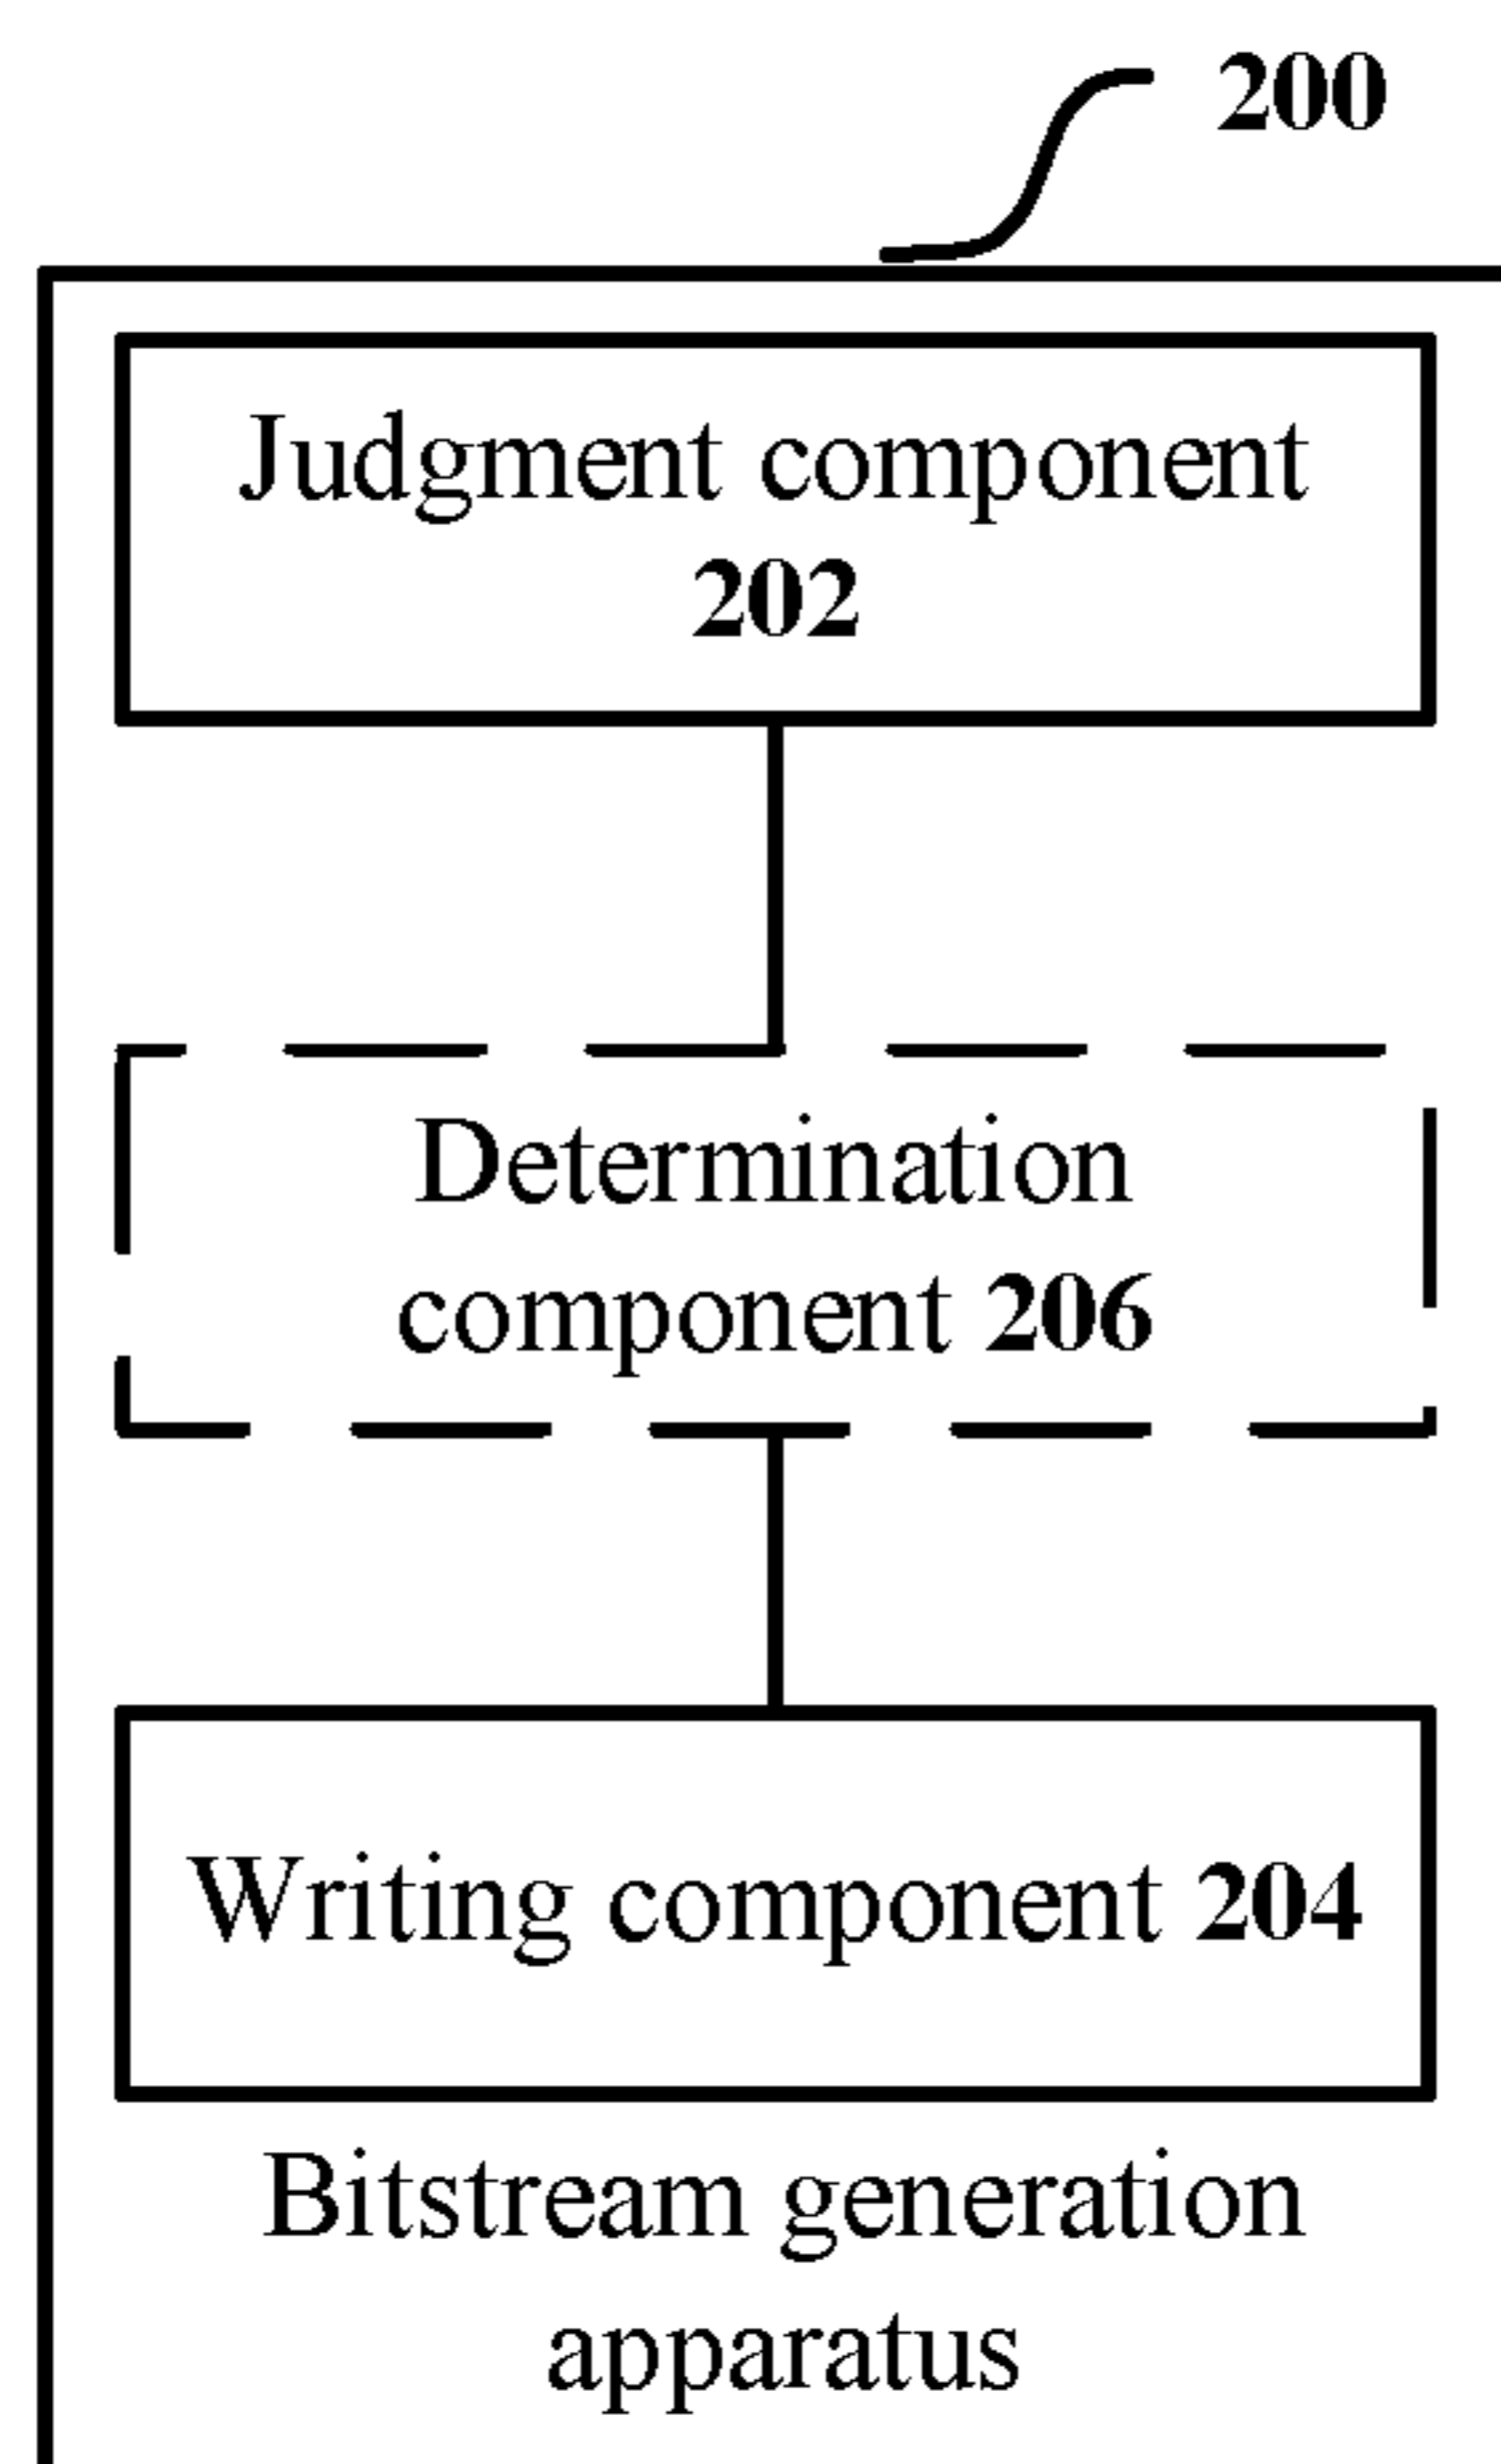 200
Judgment component
202
Determination
component 206
Writing component 204
Bitstream generation
apparatus